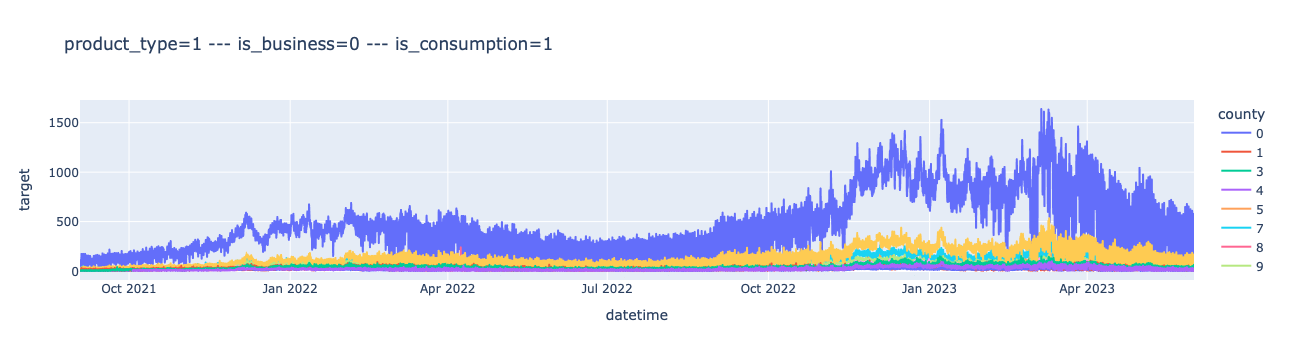 product_type=1 --- is_business=0 --- is_consumption=1
county
0
1
3
4
5
7
8
9
target
1500
1000
500
0
Oct 2021
Jan 2022
Apr 2022
Jul 2022
Oct 2022
Jan 2023
Apr 2023
datetime